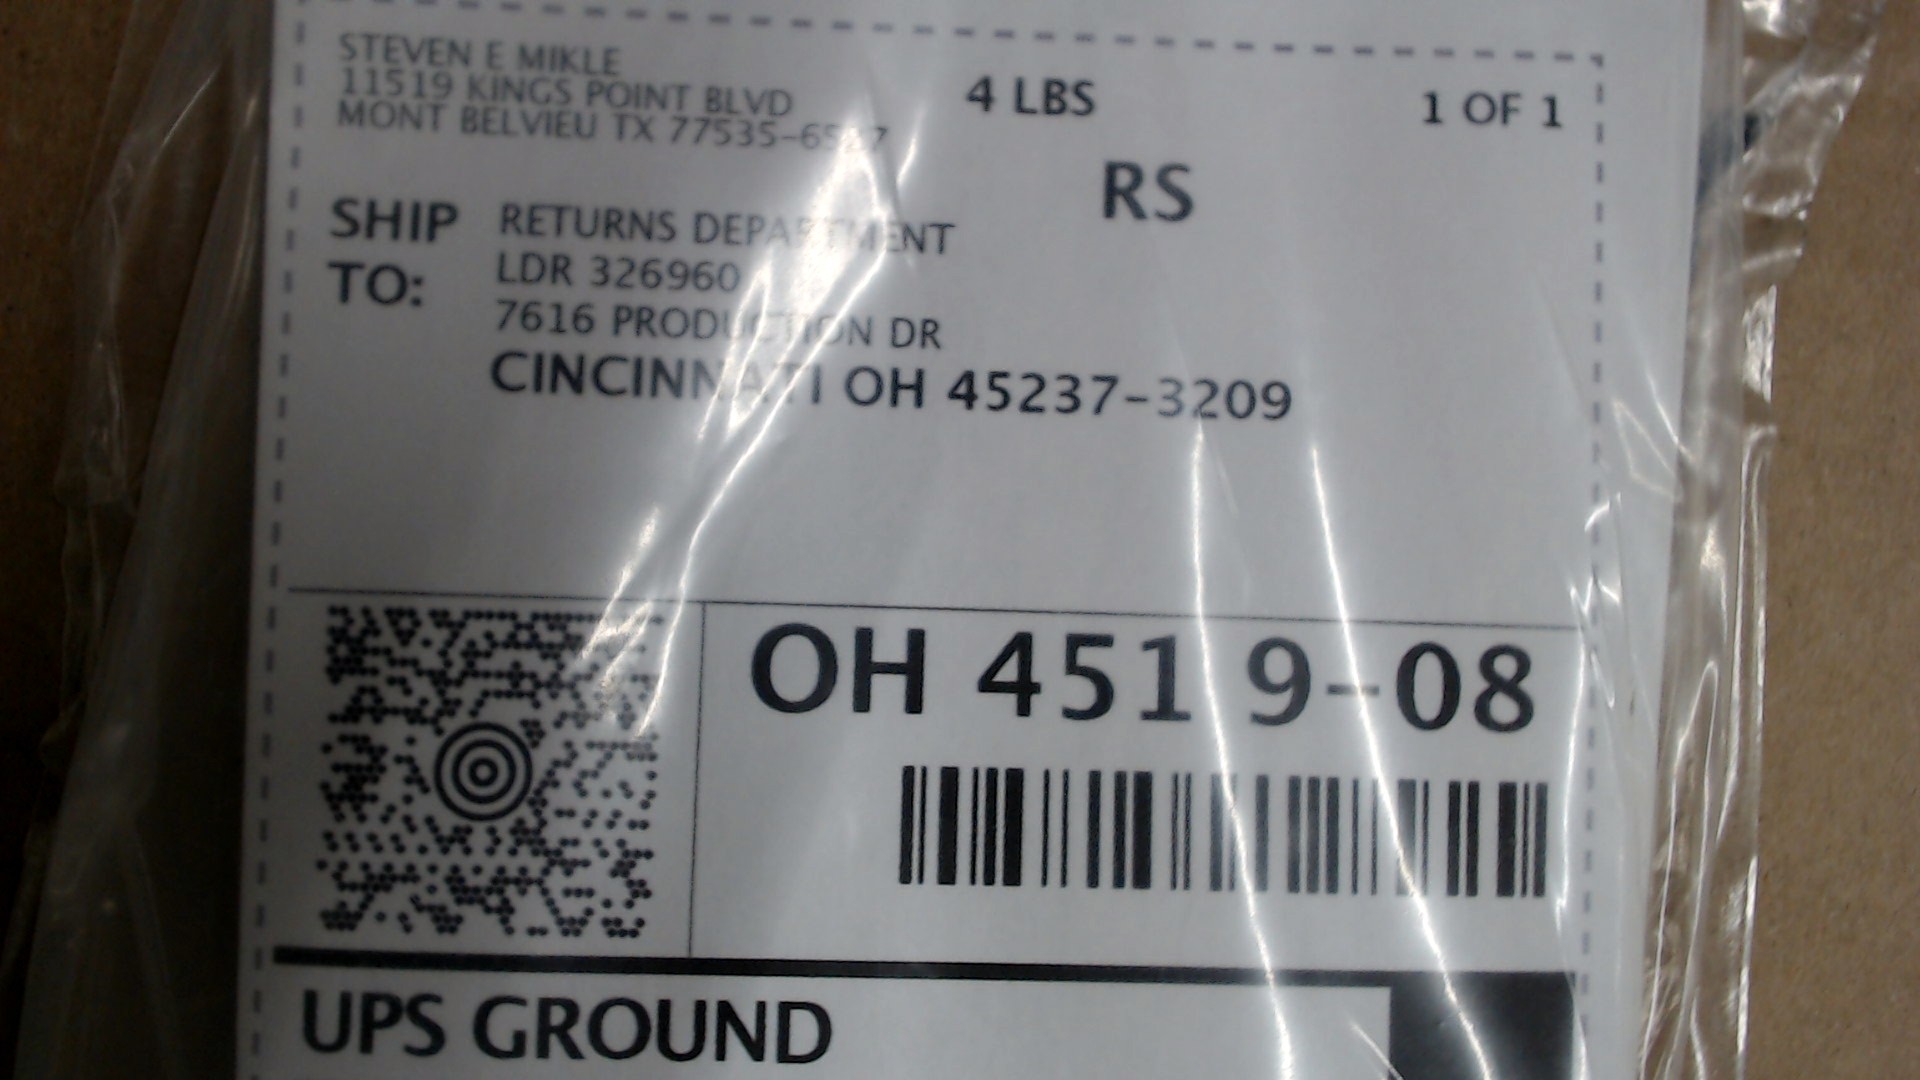 STEVEN E MIKLE
11519 KINGS POINT BLVD
MONT BELVIEU TX
4 LBS
1 OF 1
RS
SHIP TO:
RETURNS DEPARTMENT
LDR 326960
7616 PRODUCTION DR
CINCINNATI OH 45237-3209
OH 451 9-08
UPS GROUND